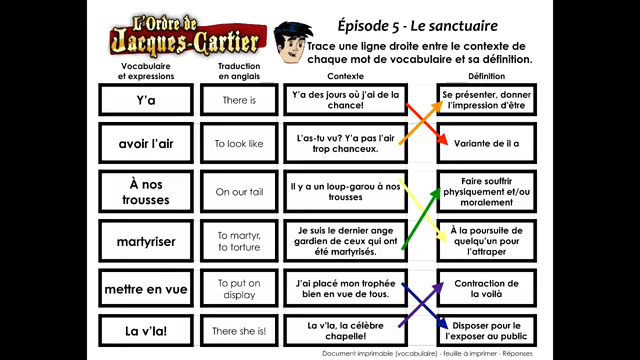 L'Ordre de
Jacques-Cartier
Épisode 5 - Le sanctuaire
Trace une ligne droite entre le contexte de
chaque mot de vocabulaire et sa définition.
Vocabulaire
et expressions
Traduction
en anglais
Contexte
Définition
Y'a
There is
Y'a des jours où j'ai de la
chance!
Se présenter, donner
l'impression d'être
avoir l'air
To look like
L'as-tu vu? Y'a pas l'air
trop chanceux.
Variante de il a
À nos
trousses
On our tail
Il y a un loup-garou à nos
trousses
Faire souffrir
physiquement et/ou
moralement
martyriser
To martyr,
to torture
Je suis le dernier ange
gardien de ceux qui ont
été martyrisés.
À la poursuite de
quelqu'un pour
l'attraper
mettre en vue
To put on
display
J'ai placé mon trophée
bien en vue de tous.
Contraction de
la voilà
La v'la!
There she is!
La v'la, la célèbre
chapelle!
Disposer pour le
l'exposer au public
Document imprimable (vocabulaire) - feuille à imprimer - Réponses